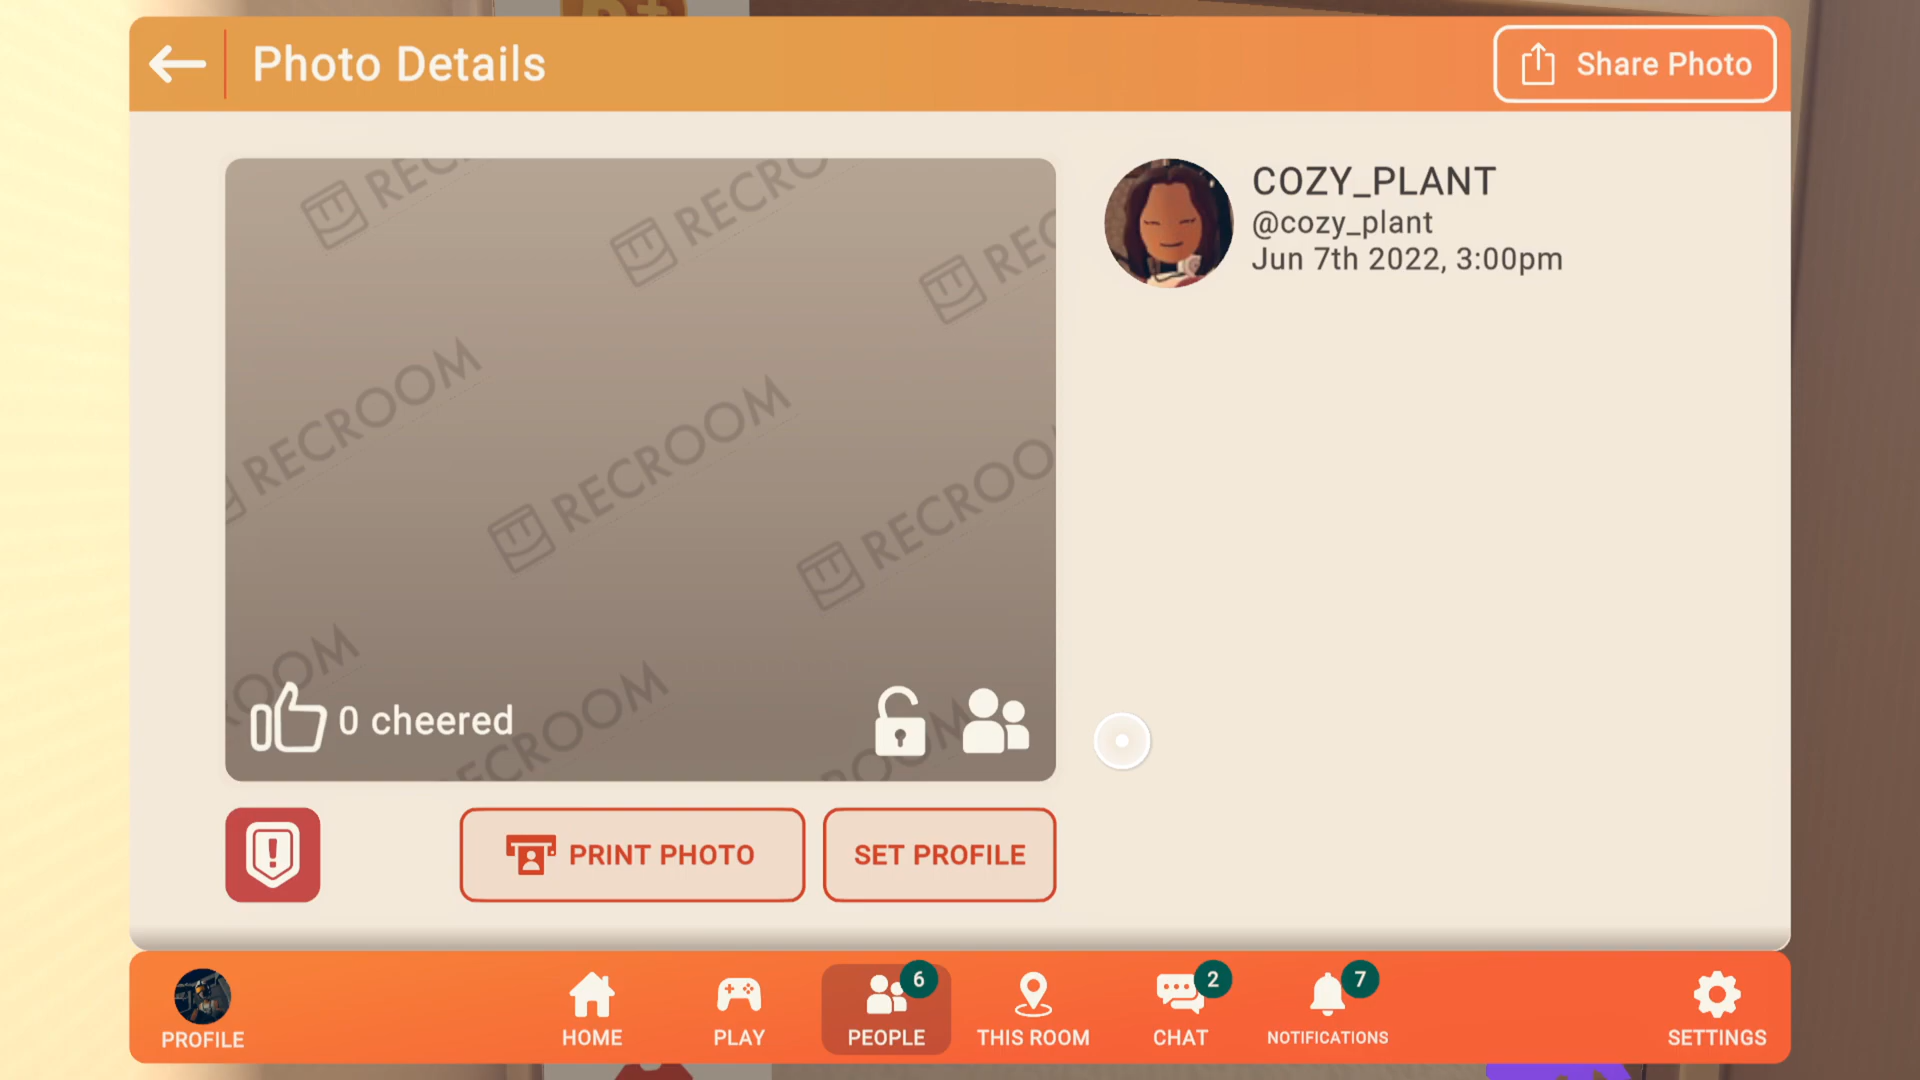 Photo Details
Share Photo
COZY_PLANT
@cozy_plant
Jun 7th 2022, 3:00pm
RECROOM
RECROOM
RECROOM
0 cheered
PRINT PHOTO
SET PROFILE
6
2
7
PROFILE
HOME
PLAY
PEOPLE
THIS ROOM
CHAT
NOTIFICATIONS
SETTINGS